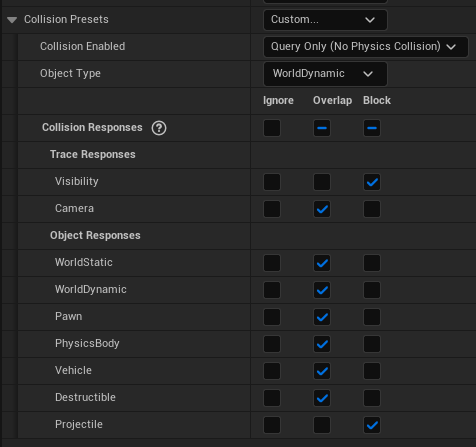 Collision Presets Custom...
Collision Enabled Query Only (No Physics Collision)
Object Type WorldDynamic
Ignore Overlap Block
Collision Responses ?
Trace Responses
Visibility
Camera
Object Responses
WorldStatic
WorldDynamic
Pawn
PhysicsBody
Vehicle
Destructible
Projectile